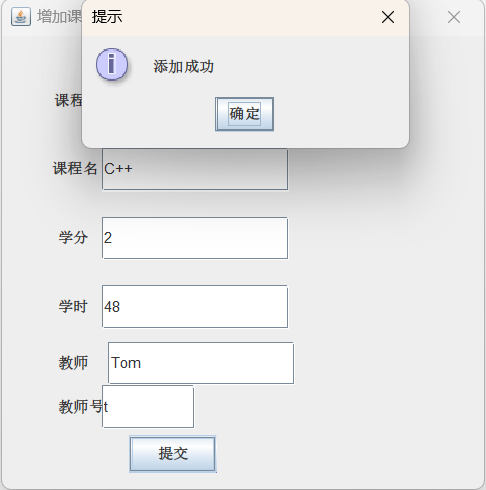 增加课
提示
添加成功
确定
课程
课程名 C++
学分 2
学时 48
教师 Tom
教师号 t
提交